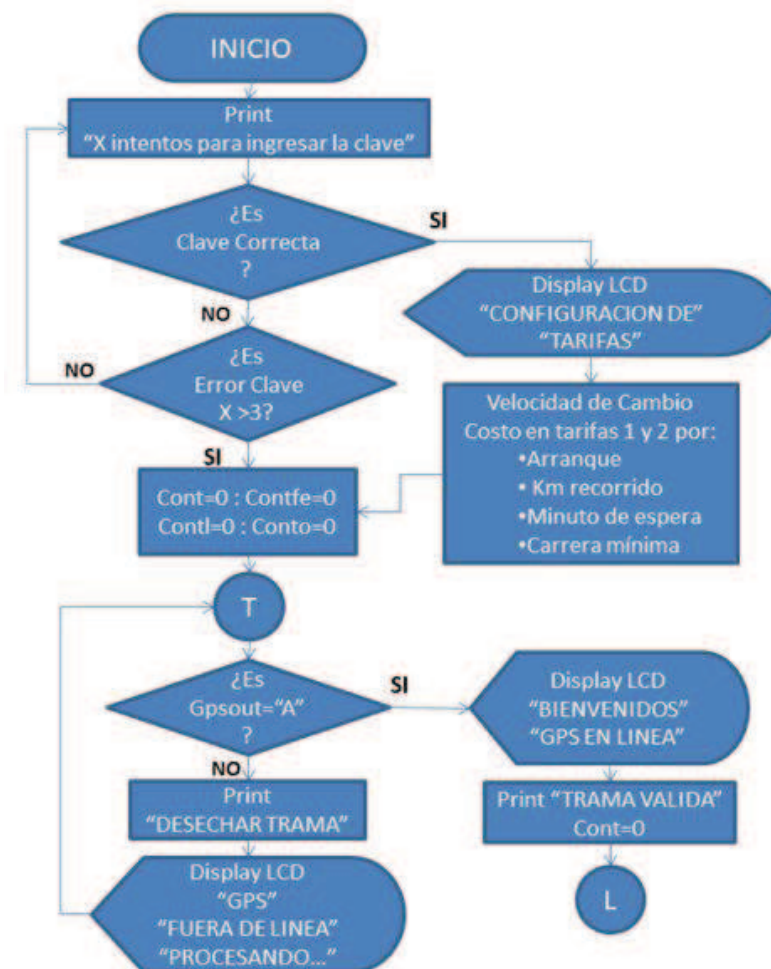 INICIO
Print
“X intentos para ingresar la clave”
¿Es
Clave Correcta
?
SI
NO
Display LCD
“CONFIGURACION DE”
“TARIFAS”
¿Es
Error Clave
X >3?
NO
SI
Velocidad de Cambio
Costo en tarifas 1 y 2 por:
•Arranque
• Km recorrido
•Minuto de espera
•Carrera mínima
Cont=0 : Contfe=0
Contl=0 : Conto=0
T
¿Es
Gpsout=“A”
?
SI
NO
Display LCD
“BIENVENIDOS”
“GPS EN LINEA”
Print
“DESECHAR TRAMA”
Print “TRAMA VALIDA”
Cont=0
Display LCD
“GPS”
“FUERA DE LINEA”
“PROCESANDO...”
L